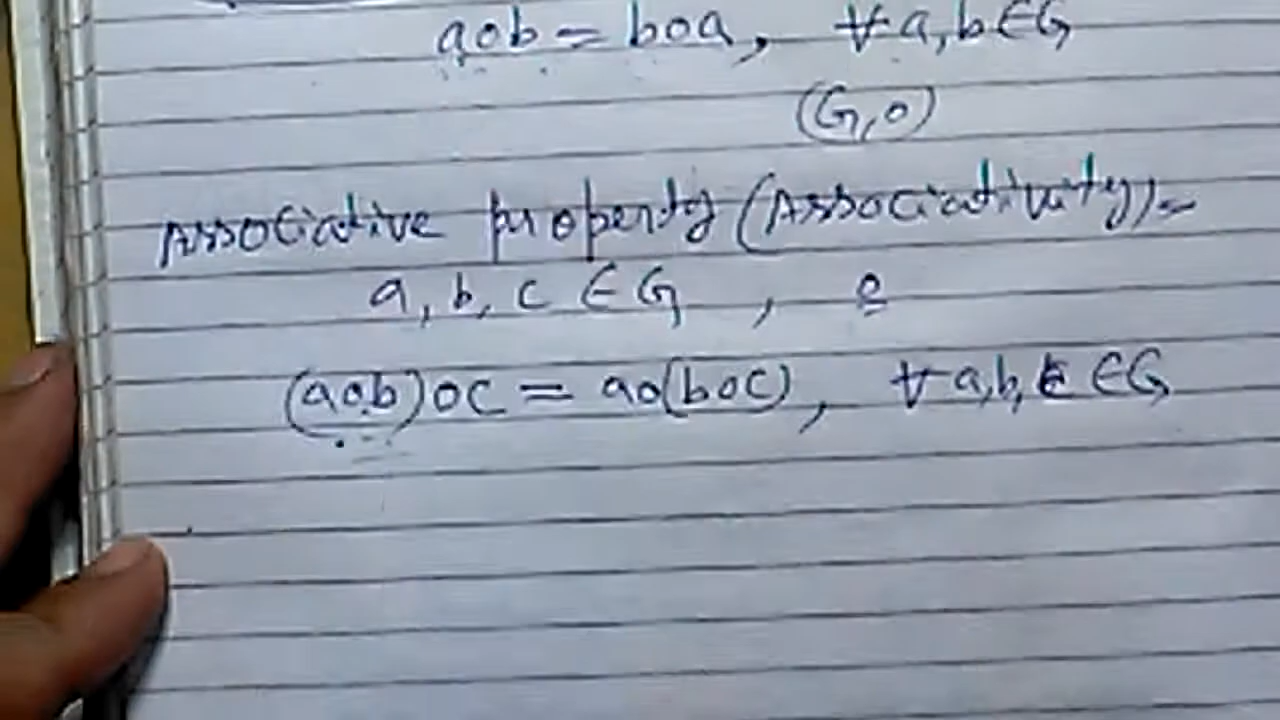 aob = boa, ∀ a,b∈G
(G,o)
Associative property (Associativity)=
a, b, c ∈ G , o
(aob)oc = ao(boc), ∀ a,b,c ∈G